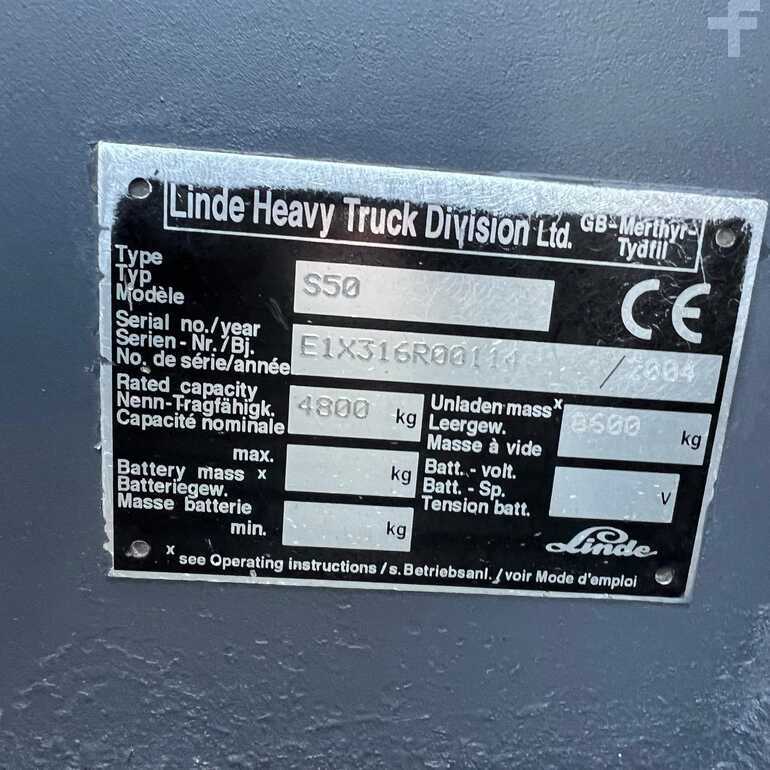 Linde Heavy Truck Division Ltd. GB-Merthyr-
Tydfil
Type
Typ
Modèle
S50
Serial no./year
Serien-Nr./Bj.
No. de série/année
E1X316R00114 / 2004
Rated capacity
Nenn-Tragfähigk.
Capacité nominale
4800 kg
Unladen mass x
Leergew.
Masse à vide
8600 kg
max.
Battery mass x
Batteriegew.
Masse batterie
min.
kg
kg
Batt. - volt.
Batt. - Sp.
Tension batt.
V
Linde
x see Operating instructions / s. Betriebsanl. / voir Mode d'emploi
CE
f